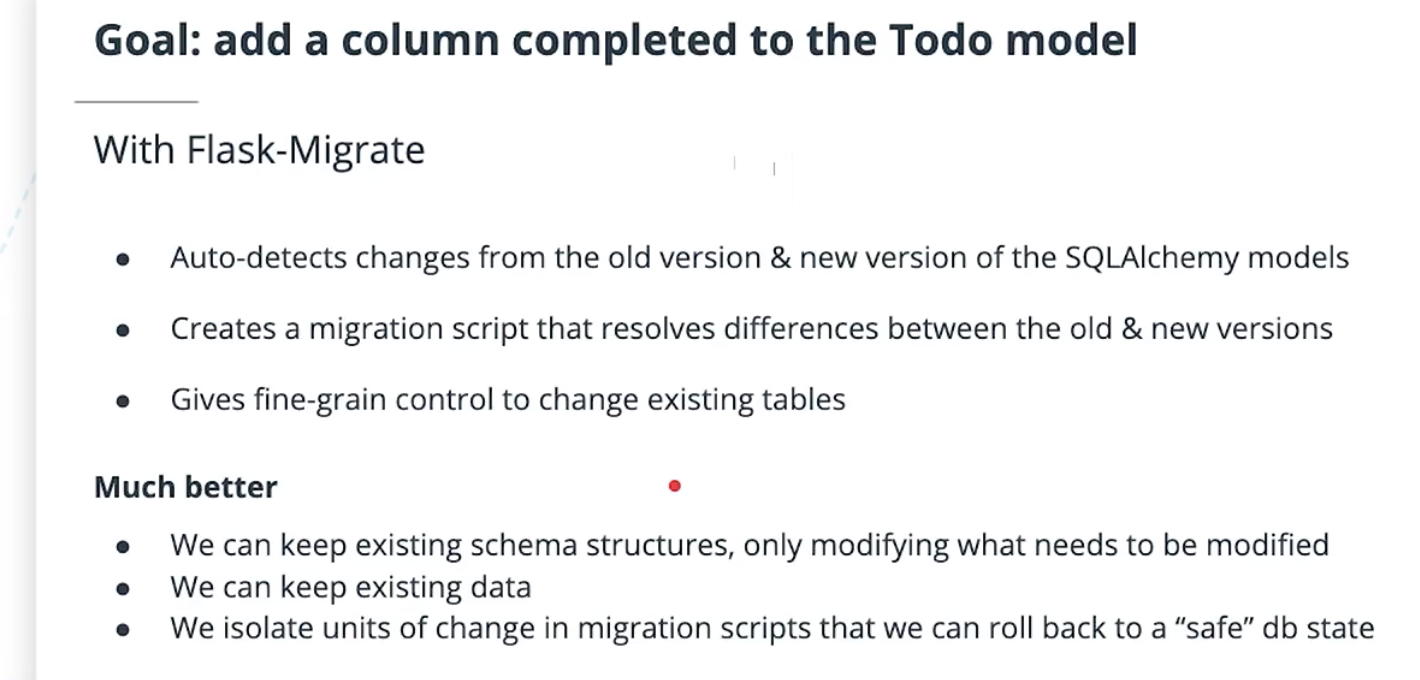 Goal: add a column completed to the Todo model
With Flask-Migrate
● Auto-detects changes from the old version & new version of the SQLAlchemy models
● Creates a migration script that resolves differences between the old & new versions
● Gives fine-grain control to change existing tables
Much better
● We can keep existing schema structures, only modifying what needs to be modified
● We can keep existing data
● We isolate units of change in migration scripts that we can roll back to a “safe” db state